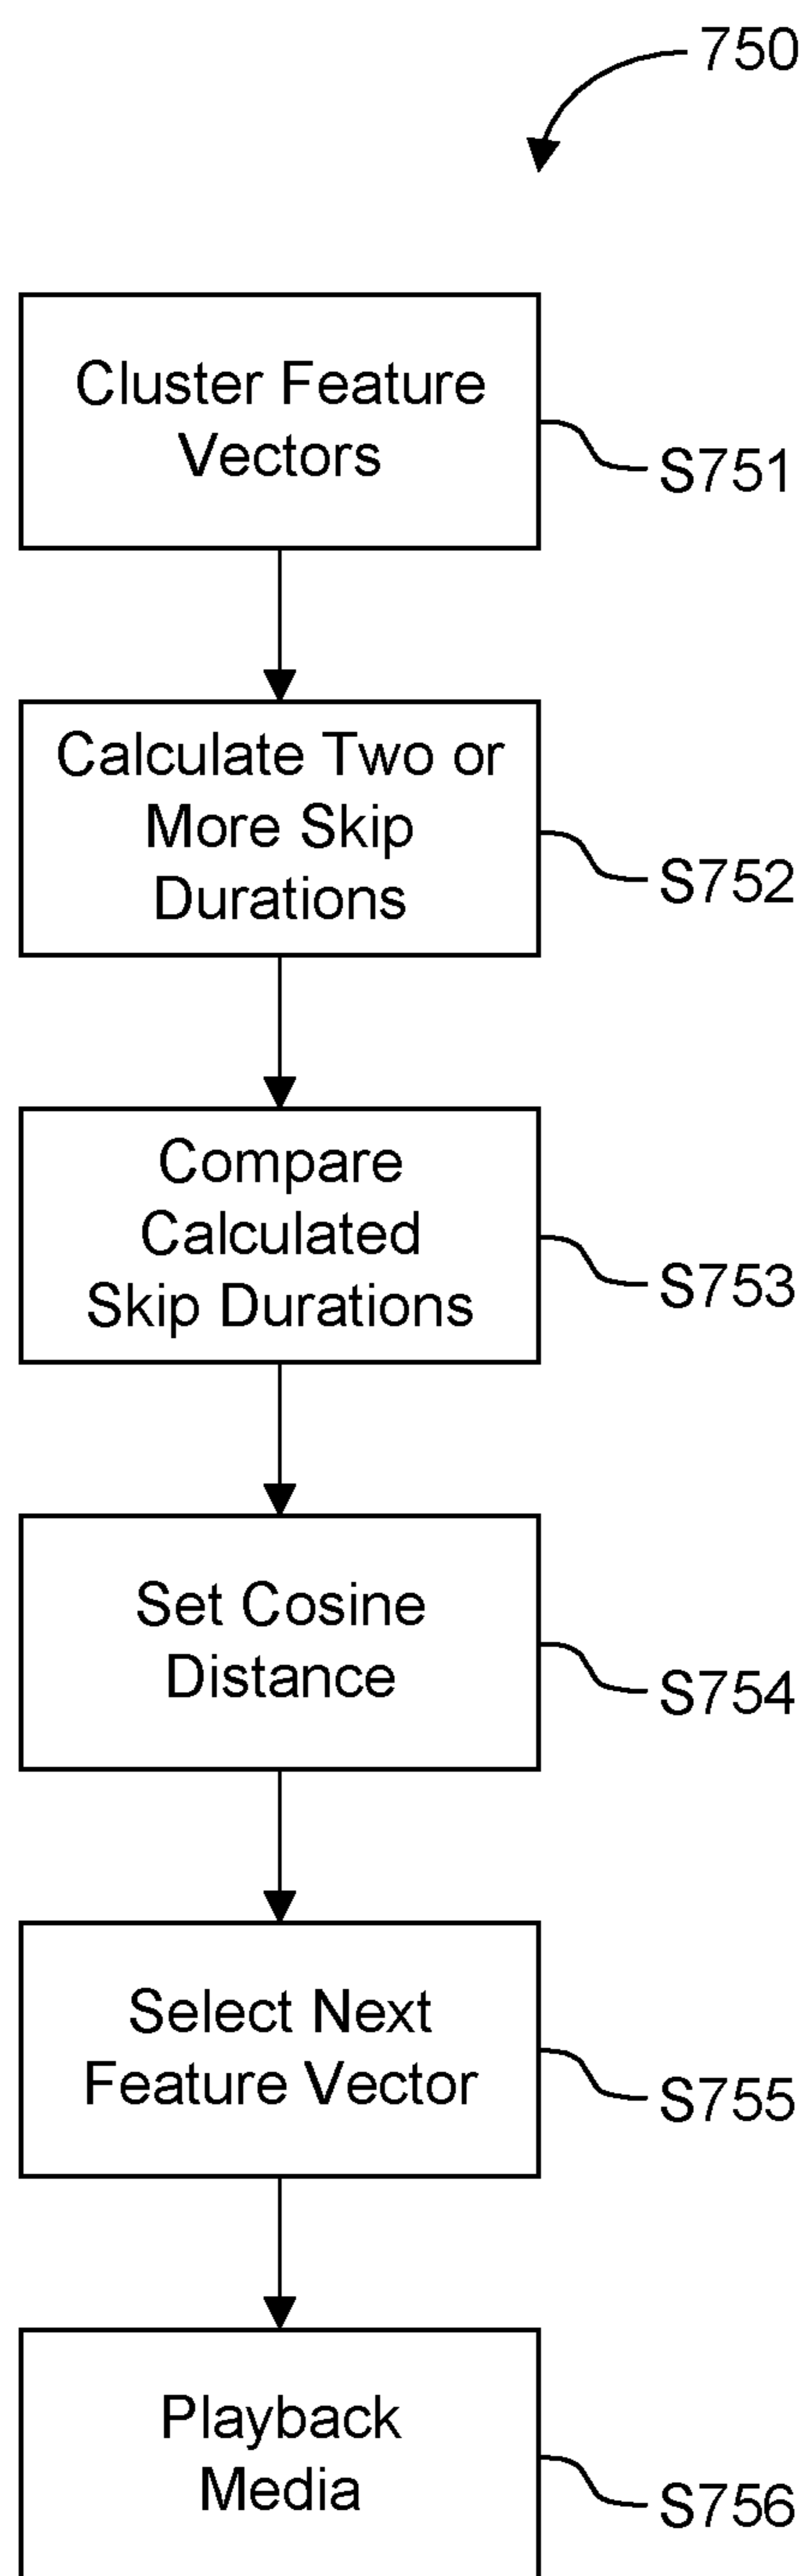 750
Cluster Feature
Vectors
S751
Calculate Two or
More Skip
Durations
S752
Compare
Calculated
Skip Durations
S753
Set Cosine
Distance
S754
Select Next
Feature Vector
S755
Playback
Media
S756